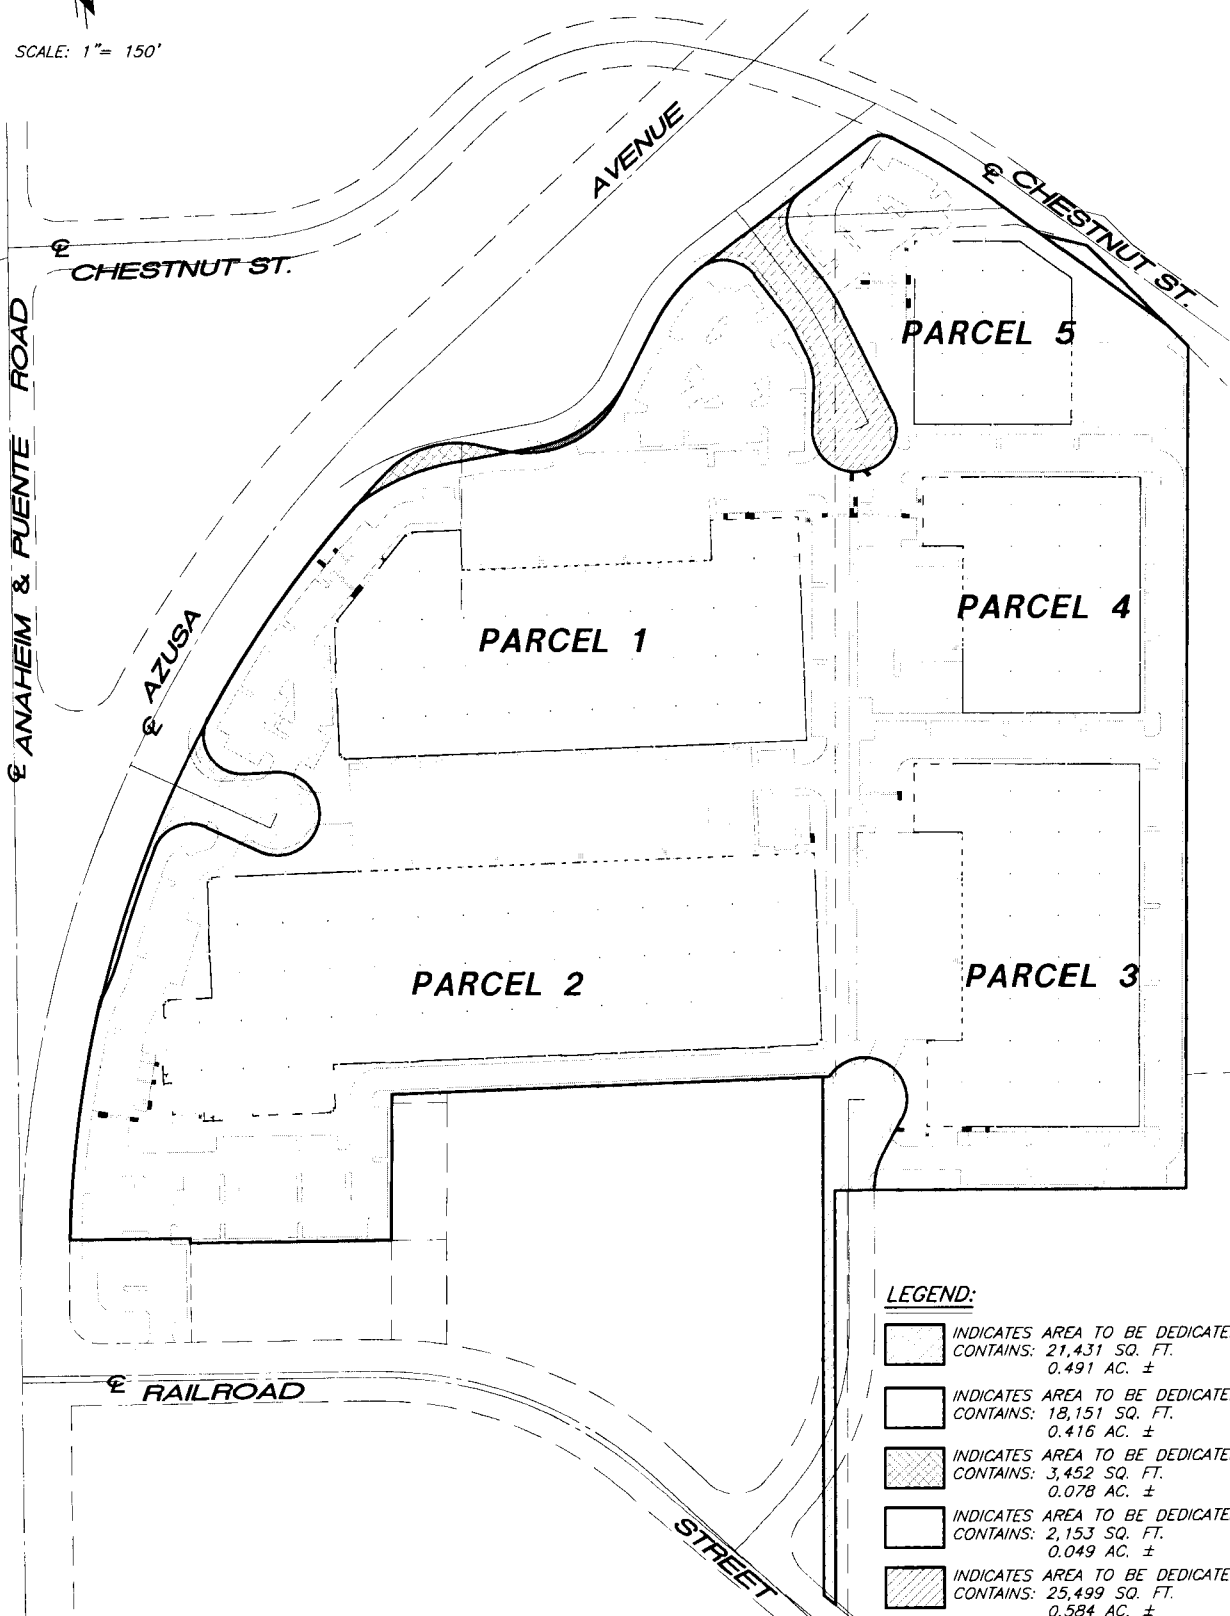 SCALE: 1"= 150'
AVENUE
℄ CHESTNUT ST.
℄ CHESTNUT ST.
℄ ANAHEIM & PUENTE ROAD
PARCEL 5
℄ AZUSA
PARCEL 1
PARCEL 4
PARCEL 2
PARCEL 3
℄ RAILROAD
STREET
LEGEND:
INDICATES AREA TO BE DEDICATE
CONTAINS: 21,431 SQ. FT.
0.491 AC. ±
INDICATES AREA TO BE DEDICATE
CONTAINS: 18,151 SQ. FT.
0.416 AC. ±
INDICATES AREA TO BE DEDICATE
CONTAINS: 3,452 SQ. FT.
0.078 AC. ±
INDICATES AREA TO BE DEDICATE
CONTAINS: 2,153 SQ. FT.
0.049 AC. ±
INDICATES AREA TO BE DEDICATE
CONTAINS: 25,499 SQ. FT.
0.584 AC. ±